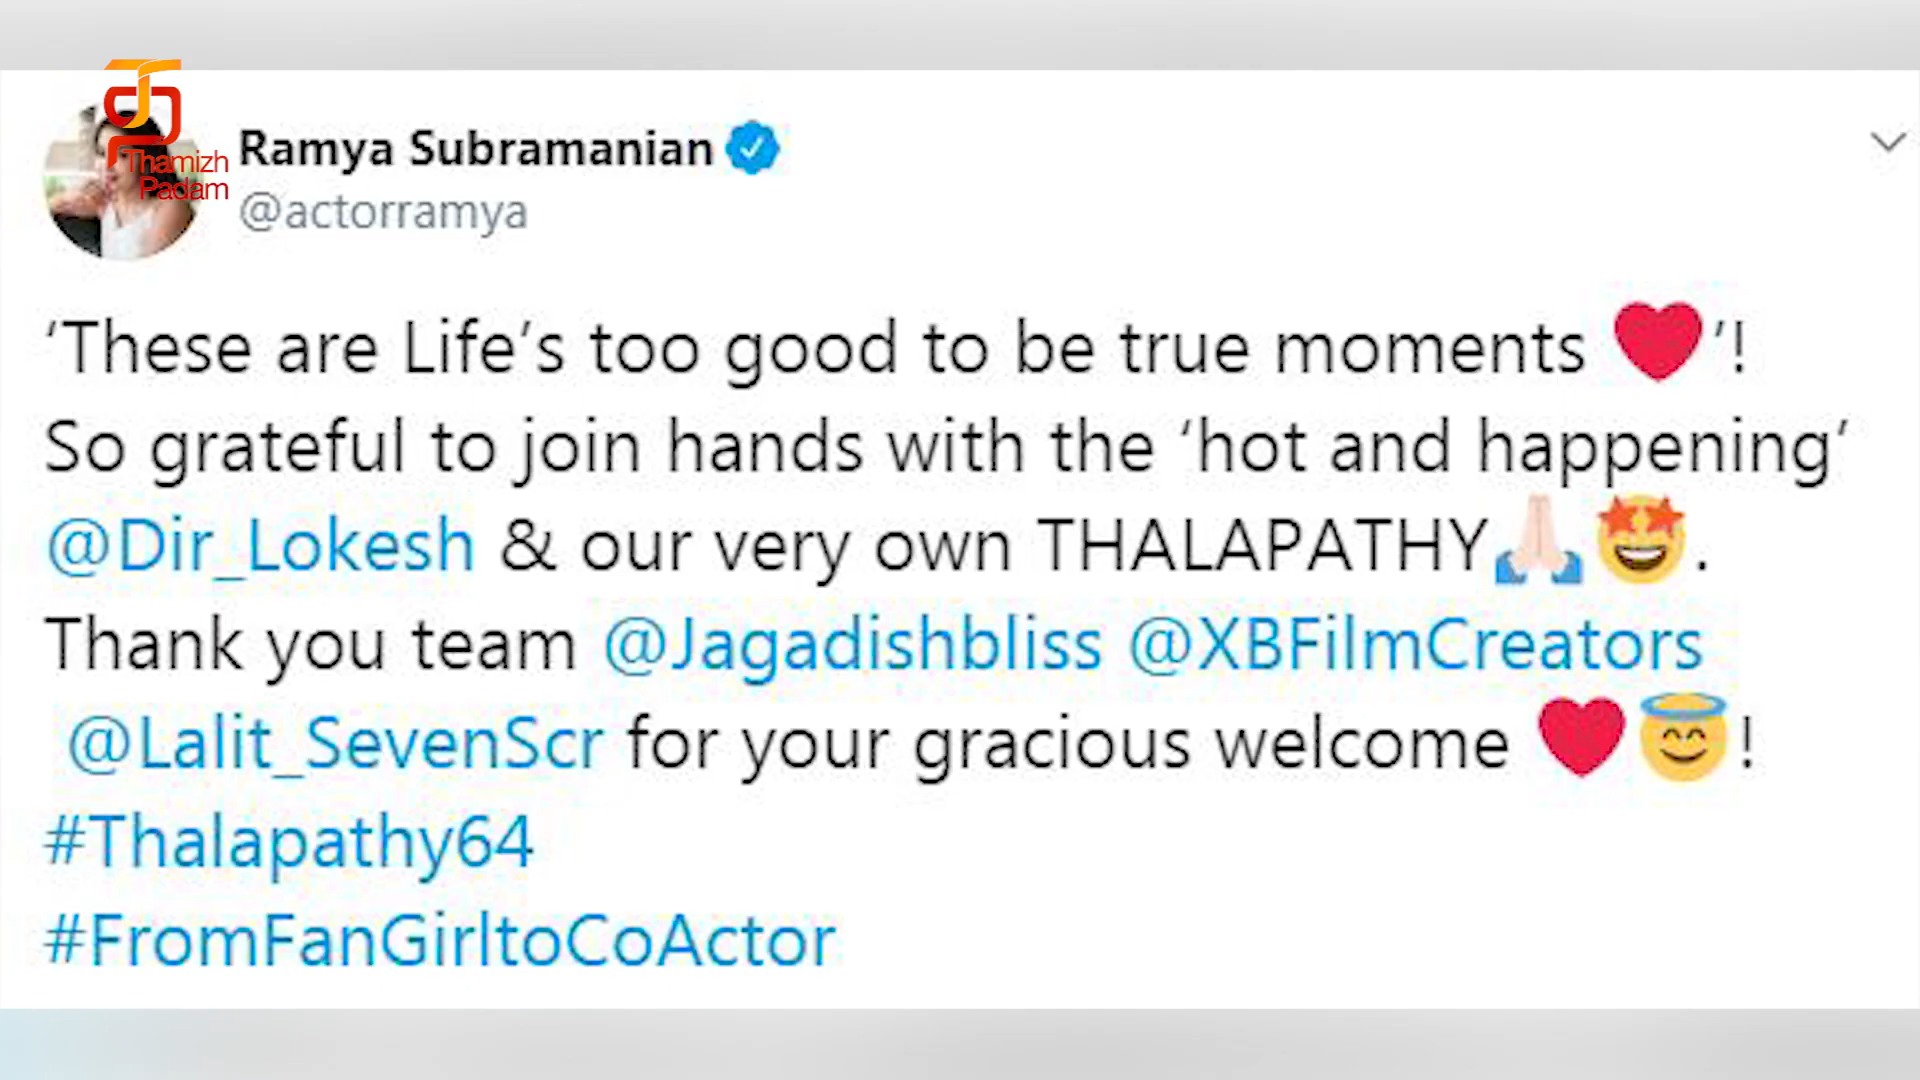 Thamizh
Padam
Ramya Subramanian
@actorramya
‘These are Life’s too good to be true moments ❤️’!
So grateful to join hands with the ‘hot and happening’
@Dir_Lokesh & our very own THALAPATHY🙏🏻🤩.
Thank you team @Jagadishbliss @XBFilmCreators
@Lalit_SevenScr for your gracious welcome ❤️😇!
#Thalapathy64
#FromFanGirltoCoActor